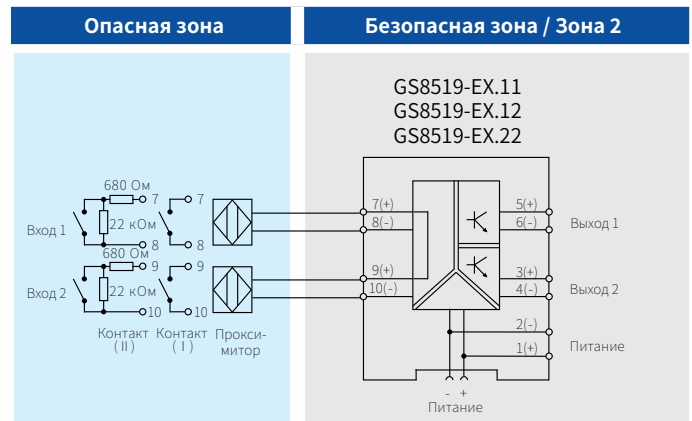 Опасная зона
Безопасная зона / Зона 2
GS8519-EX.11
GS8519-EX.12
GS8519-EX.22
680 Ом
7
7
22 кОм
Вход 1
8
8
680 Ом
9
9
22 кОм
Вход 2
10
10
Контакт
( II )
Контакт
( I )
Прокси-
митор
7(+)
8(-)
9(+)
10(-)
5(+)
6(-)
Выход 1
3(+)
4(-)
Выход 2
2(-)
1(+)
Питание
- +
Питание